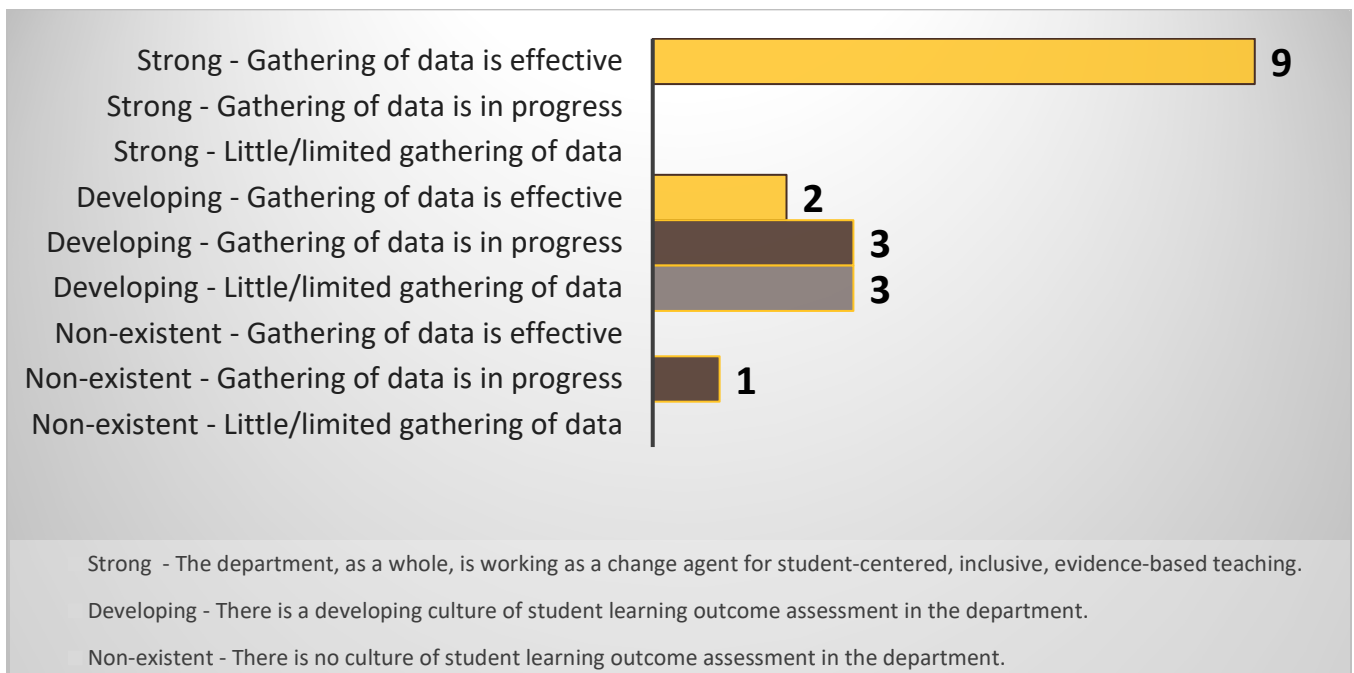 Strong - Gathering of data is effective 9
Strong - Gathering of data is in progress
Strong - Little/limited gathering of data
Developing - Gathering of data is effective 2
Developing - Gathering of data is in progress 3
Developing - Little/limited gathering of data 3
Non-existent - Gathering of data is effective
Non-existent - Gathering of data is in progress 1
Non-existent - Little/limited gathering of data
Strong - The department, as a whole, is working as a change agent for student-centered, inclusive, evidence-based teaching.
Developing - There is a developing culture of student learning outcome assessment in the department.
Non-existent - There is no culture of student learning outcome assessment in the department.